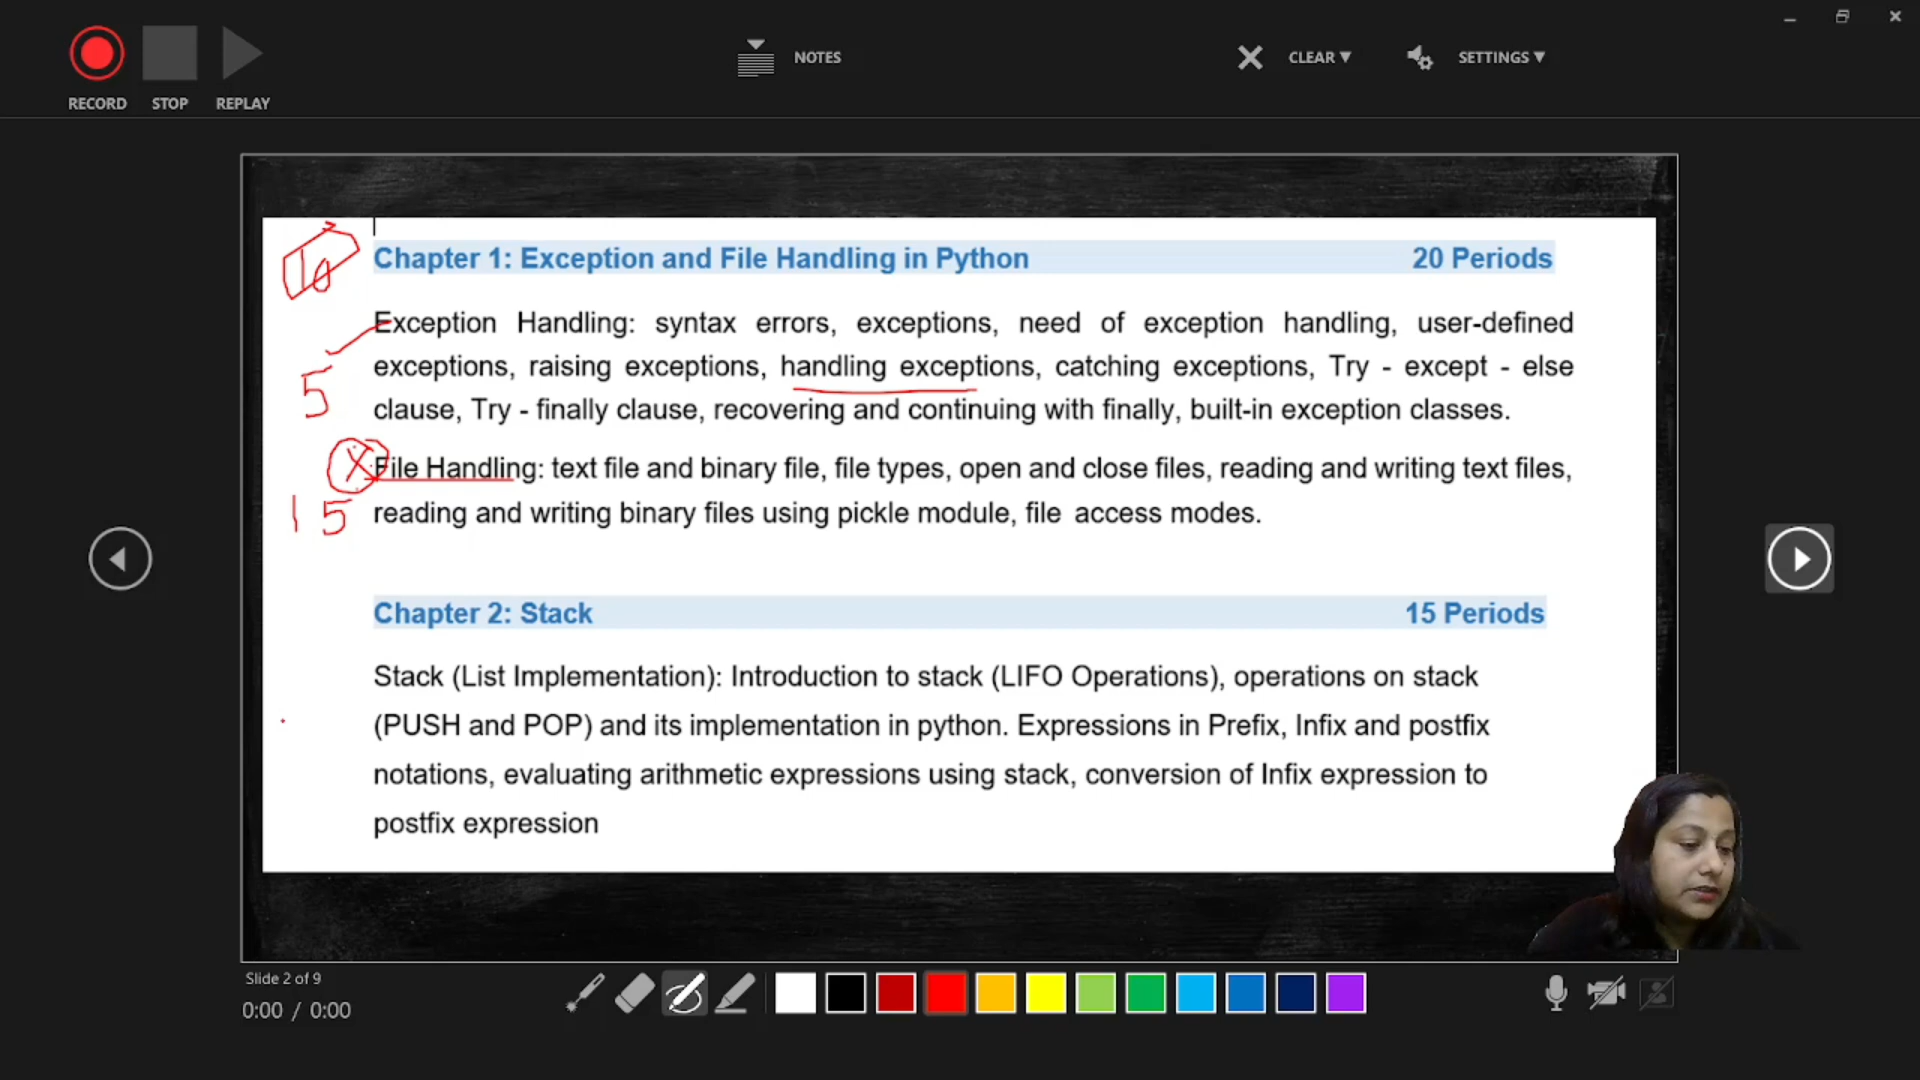 RECORD STOP REPLAY
NOTES
CLEAR ▼
SETTINGS ▼
10
Chapter 1: Exception and File Handling in Python 20 Periods
Exception Handling: syntax errors, exceptions, need of exception handling, user-defined
exceptions, raising exceptions, handling exceptions, catching exceptions, Try - except - else
5
clause, Try - finally clause, recovering and continuing with finally, built-in exception classes.
X File Handling: text file and binary file, file types, open and close files, reading and writing text files,
15 reading and writing binary files using pickle module, file access modes.
Chapter 2: Stack 15 Periods
Stack (List Implementation): Introduction to stack (LIFO Operations), operations on stack
(PUSH and POP) and its implementation in python. Expressions in Prefix, Infix and postfix
notations, evaluating arithmetic expressions using stack, conversion of Infix expression to
postfix expression
Slide 2 of 9
0:00 / 0:00